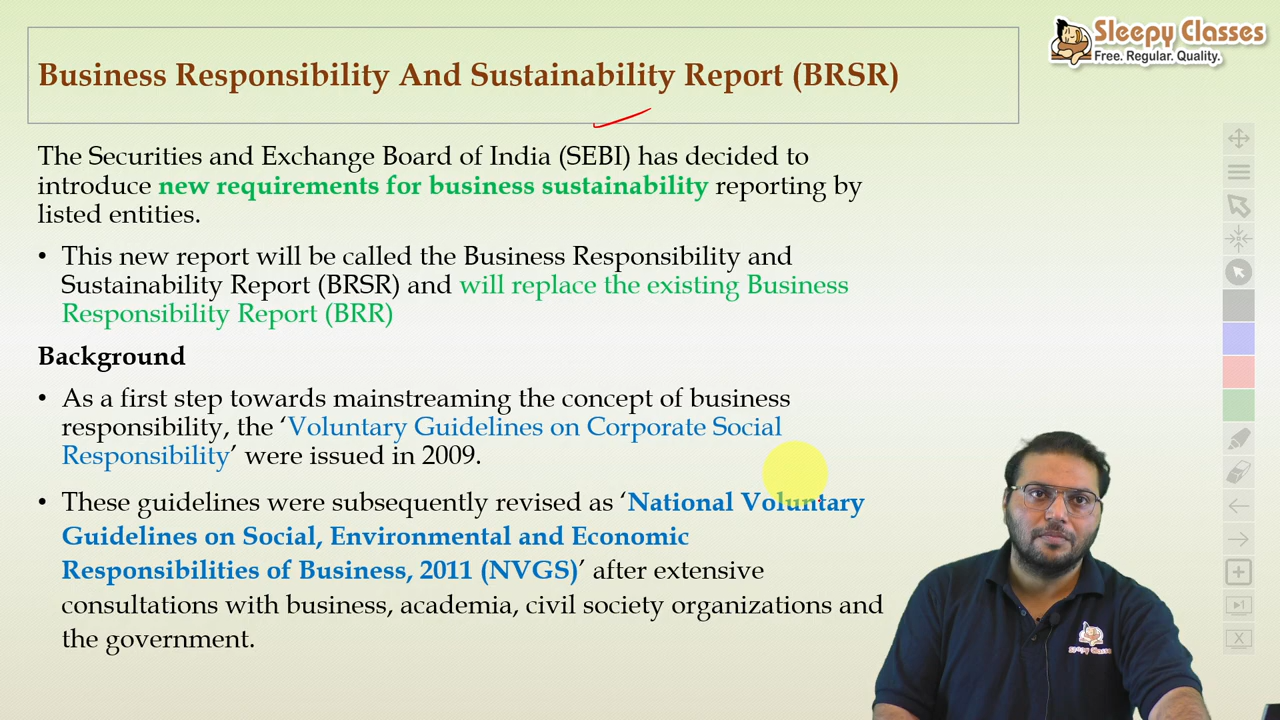 Sleepy Classes
Free. Regular. Quality.
Business Responsibility And Sustainability Report (BRSR)
The Securities and Exchange Board of India (SEBI) has decided to
introduce new requirements for business sustainability reporting by
listed entities.
• This new report will be called the Business Responsibility and
Sustainability Report (BRSR) and will replace the existing Business
Responsibility Report (BRR)
Background
• As a first step towards mainstreaming the concept of business
responsibility, the ‘Voluntary Guidelines on Corporate Social
Responsibility’ were issued in 2009.
• These guidelines were subsequently revised as ‘National Voluntary
Guidelines on Social, Environmental and Economic
Responsibilities of Business, 2011 (NVGS)’ after extensive
consultations with business, academia, civil society organizations and
the government.
Sleepy Classes